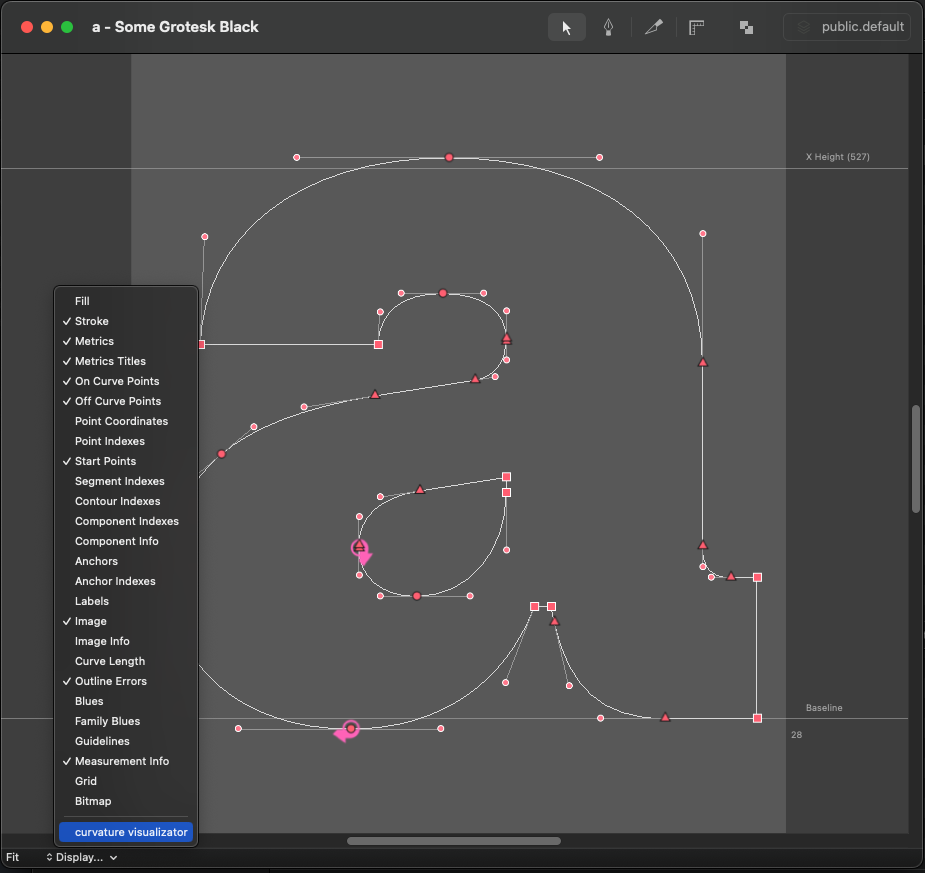 a - Some Grotesk Black
public.default
X Height (527)
Fill
✓ Stroke
✓ Metrics
✓ Metrics Titles
✓ On Curve Points
✓ Off Curve Points
Point Coordinates
Point Indexes
✓ Start Points
Segment Indexes
Contour Indexes
Component Indexes
Component Info
Anchors
Anchor Indexes
Labels
✓ Image
Image Info
Curve Length
✓ Outline Errors
Blues
Family Blues
Guidelines
✓ Measurement Info
Grid
Bitmap
curvature visualizator
Baseline
28
Fit
Display...